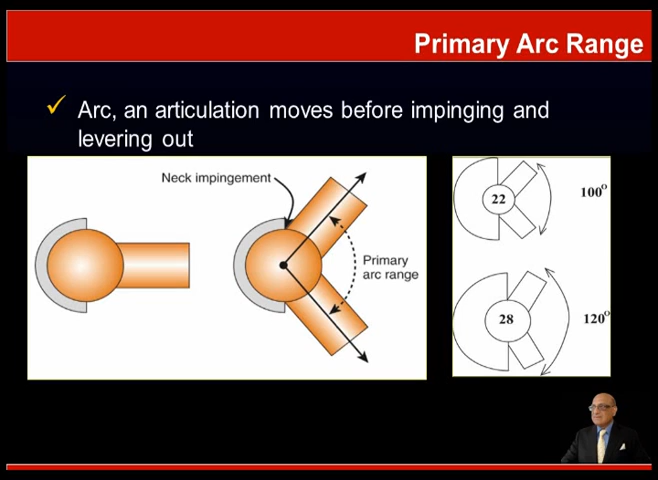 Primary Arc Range
✓ Arc, an articulation moves before impinging and
levering out
Neck impingement
Primary
arc range
22
100°
28
120°